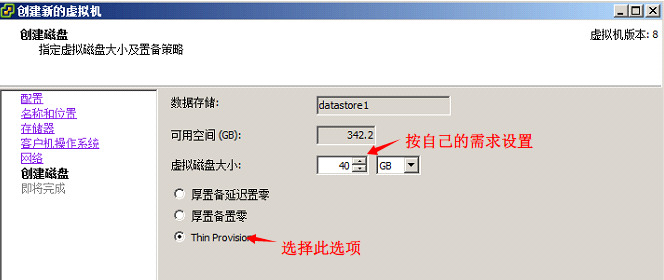 创建新的虚拟机
创建磁盘
指定虚拟磁盘大小及置备策略
虚拟机版本: 8
配置
名称和位置
存储器
客户机操作系统
网络
创建磁盘
即将完成
数据存储:
datastore1
可用空间 (GB):
342.2
按自己的需求设置
虚拟磁盘大小:
40
GB
厚置备延迟置零
厚置备置零
Thin Provision
选择此选项